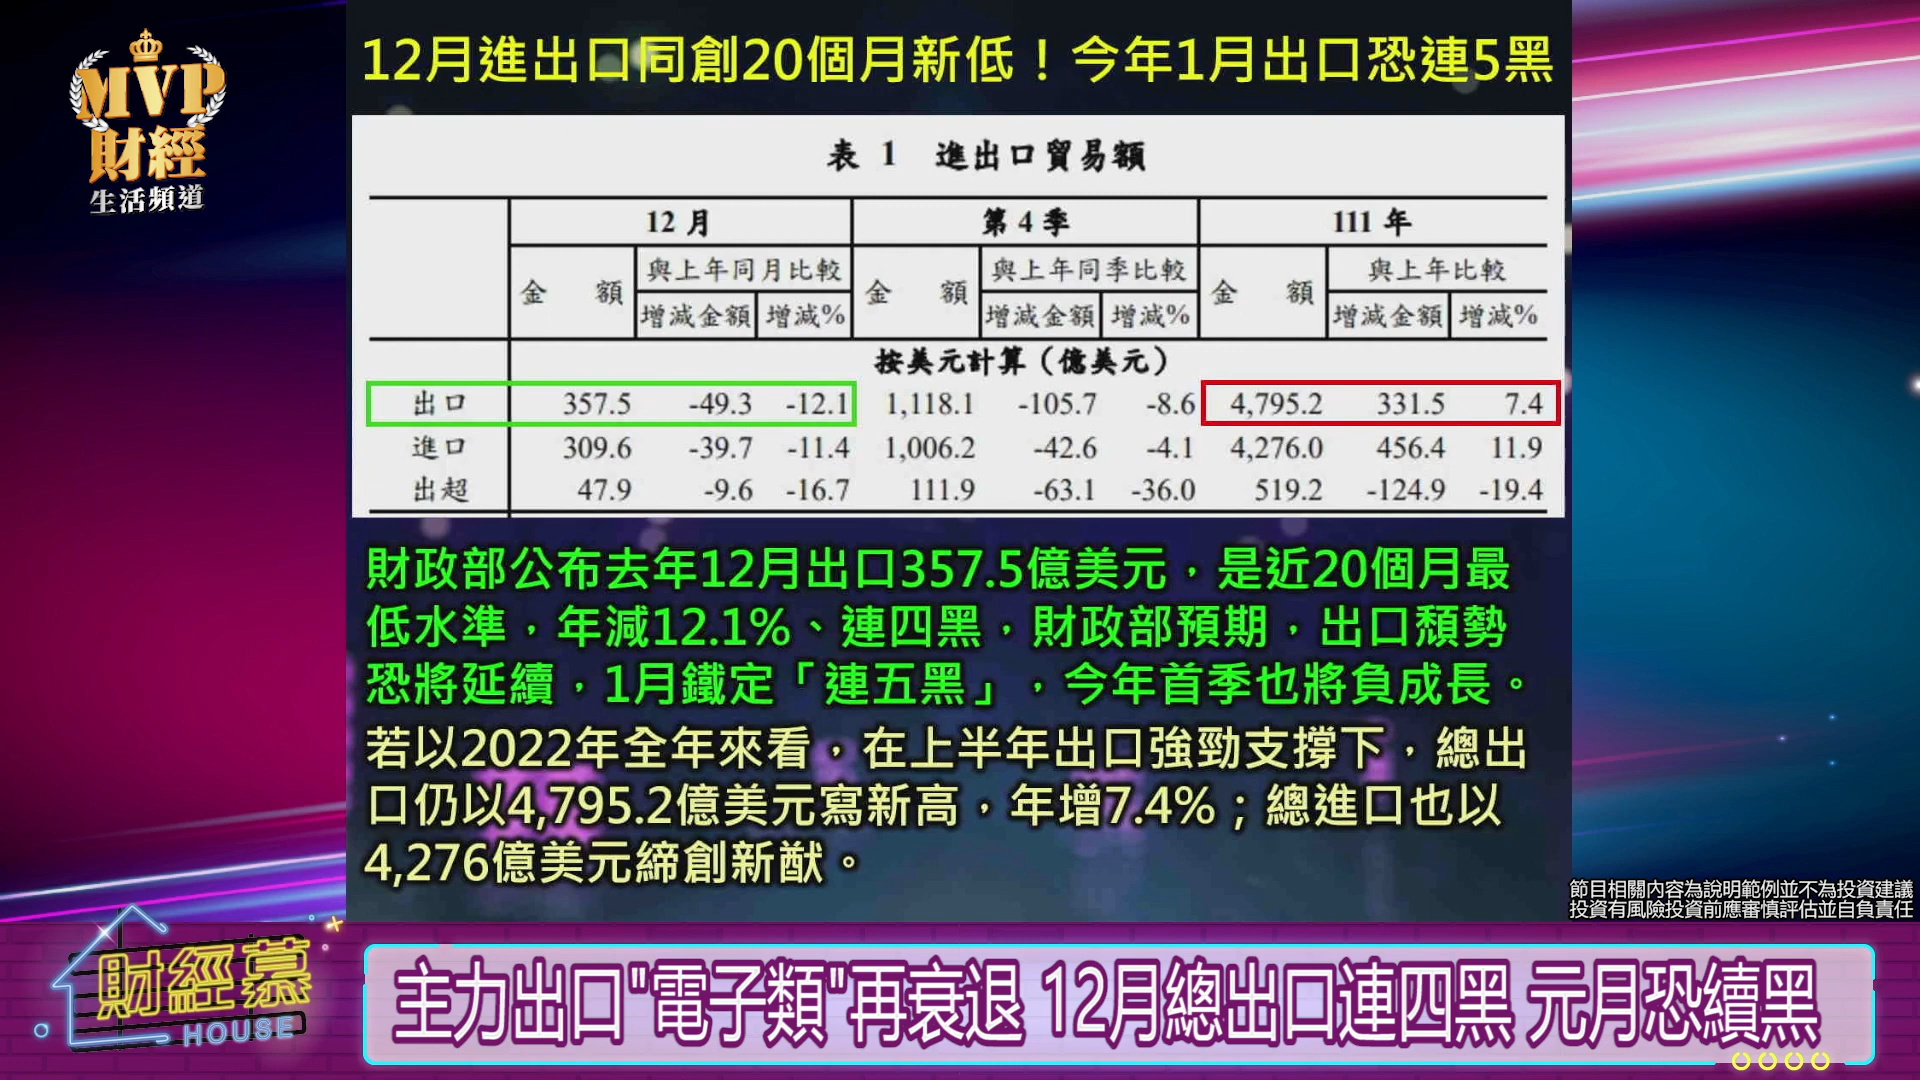 MVP
財經
生活頻道
12月進出口同創20個月新低！今年1月出口恐連5黑
表 1 進出口貿易額
12 月 第 4 季 111 年
金 額 與上年同月比較 金 額 與上年同季比較 金 額 與上年比較
增減金額 增減% 增減金額 增減% 增減金額 增減%
按美元計算（億美元）
出口 357.5 -49.3 -12.1 1,118.1 -105.7 -8.6 4,795.2 331.5 7.4
進口 309.6 -39.7 -11.4 1,006.2 -42.6 -4.1 4,276.0 456.4 11.9
出超 47.9 -9.6 -16.7 111.9 -63.1 -36.0 519.2 -124.9 -19.4
財政部公布去年12月出口357.5億美元，是近20個月最
低水準，年減12.1%、連四黑，財政部預期，出口頹勢
恐將延續，1月鐵定「連五黑」，今年首季也將負成長。
若以2022年全年來看，在上半年出口強勁支撐下，總出
口仍以4,795.2億美元寫新高，年增7.4%；總進口也以
4,276億美元締創新猷。
節目相關內容為說明範例並不為投資建議
投資有風險投資前應審慎評估並自負責任
財經慕
HOUSE
主力出口"電子類"再衰退 12月總出口連四黑 元月恐續黑